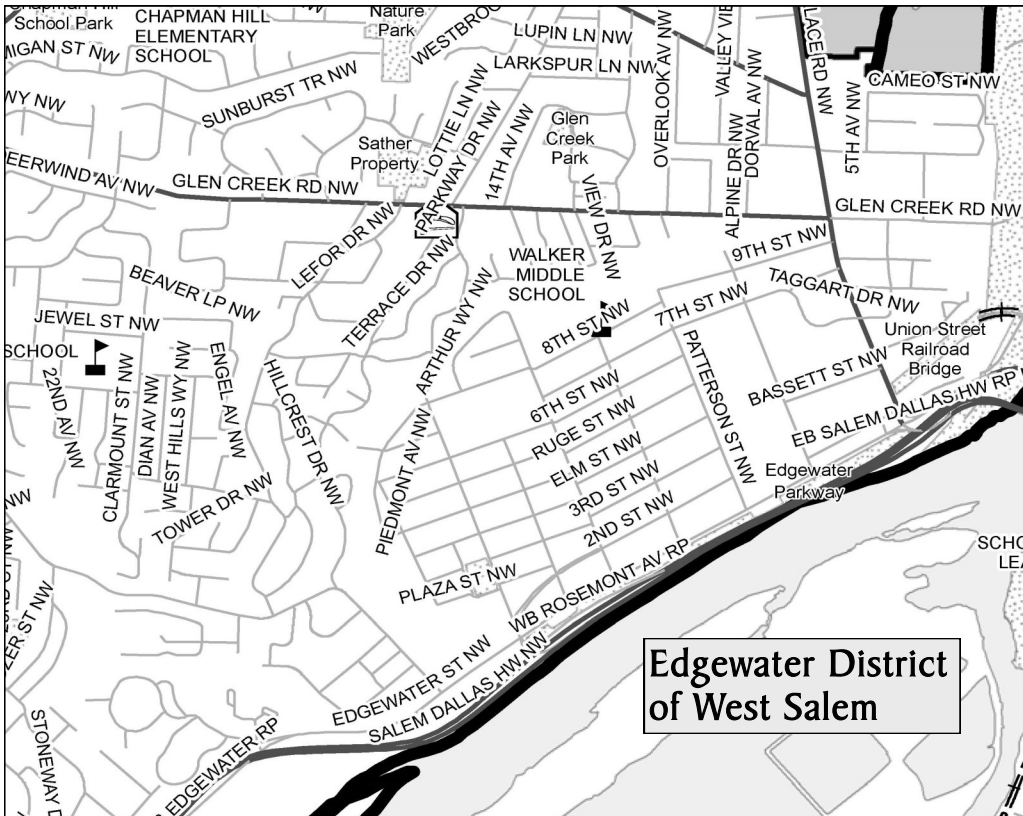 Chapman Hill
School Park
CHAPMAN HILL
ELEMENTARY
SCHOOL
Nature
Park
WESTBROO
LUPIN LN NW
LARKSPUR LN NW
OVERLOOK AV NW
VALLEY VI
DORVAL AV NW
ALPINE DR NW
LACERD NW
5TH AV NW
CAMEO ST NW
MIGAN ST NW
WY NW
SUNBURST TR NW
LOTTIE LN NW
PARKWAY DR NW
14TH AV NW
Glen
Creek
Park
Sather
Property
EERWIND AV NW
GLEN CREEK RD NW
GLEN CREEK RD NW
VIEW DR NW
LEFOR DR NW
TERRACE DR NW
WALKER
MIDDLE
SCHOOL
9TH ST NW
TAGGART DR NW
BEAVER LP NW
ARTHUR WY NW
8TH ST NW
7TH ST NW
JEWEL ST NW
SCHOOL
22ND AV NW
CLARMOUNT ST NW
DIAN AV NW
WEST HILLS WY NW
ENGEL AV NW
HILLCREST DR NW
PIEDMONT AV NW
PATTERSON ST NW
Union Street
Railroad
Bridge
BASSETT ST NW
EB SALEM DALLAS HW RP
6TH ST NW
RUGE ST NW
ELM ST NW
3RD ST NW
2ND ST NW
Edgewater
Parkway
TOWER DR NW
NW
PLAZA ST NW
WB ROSEMONT AV RP
SCHO
LEA
ZER ST NW
EDGEWATER ST NW
SALEM DALLAS HW NW
Edgewater District
of West Salem
STONEWAY D
EDGEWATER RP